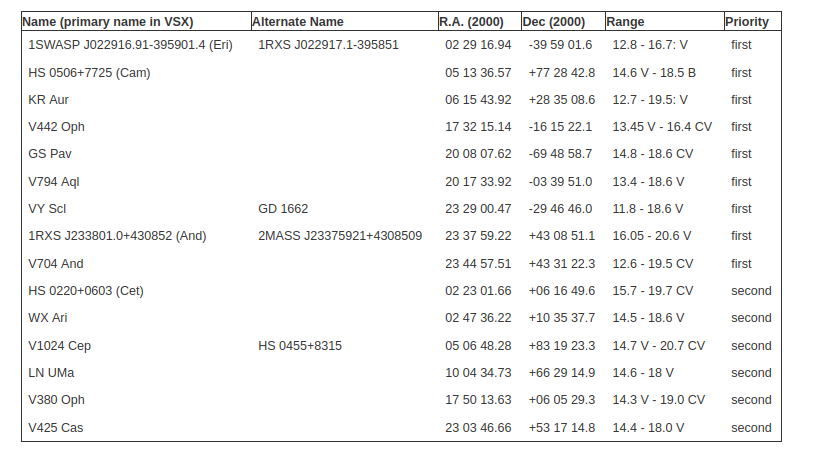 Name (primary name in VSX) Alternate Name R.A. (2000) Dec (2000) Range Priority
1SWASP J022916.91-395901.4 (Eri) 1RXS J022917.1-395851 02 29 16.94 -39 59 01.6 12.8 - 16.7: V first
HS 0506+7725 (Cam) 05 13 36.57 +77 28 42.8 14.6 V - 18.5 B first
KR Aur 06 15 43.92 +28 35 08.6 12.7 - 19.5: V first
V442 Oph 17 32 15.14 -16 15 22.1 13.45 V - 16.4 CV first
GS Pav 20 08 07.62 -69 48 58.7 14.8 - 18.6 CV first
V794 Aql 20 17 33.92 -03 39 51.0 13.4 - 18.6 V first
VY Scl GD 1662 23 29 00.47 -29 46 46.0 11.8 - 18.6 V first
1RXS J233801.0+430852 (And) 2MASS J23375921+4308509 23 37 59.22 +43 08 51.1 16.05 - 20.6 V first
V704 And 23 44 57.51 +43 31 22.3 12.6 - 19.5 CV first
HS 0220+0603 (Cet) 02 23 01.66 +06 16 49.6 15.7 - 19.7 CV second
WX Ari 02 47 36.22 +10 35 37.7 14.5 - 18.6 V second
V1024 Cep HS 0455+8315 05 06 48.28 +83 19 23.3 14.7 V - 20.7 CV second
LN UMa 10 04 34.73 +66 29 14.9 14.6 - 18 V second
V380 Oph 17 50 13.63 +06 05 29.3 14.3 V - 19.0 CV second
V425 Cas 23 03 46.66 +53 17 14.8 14.4 - 18.0 V second